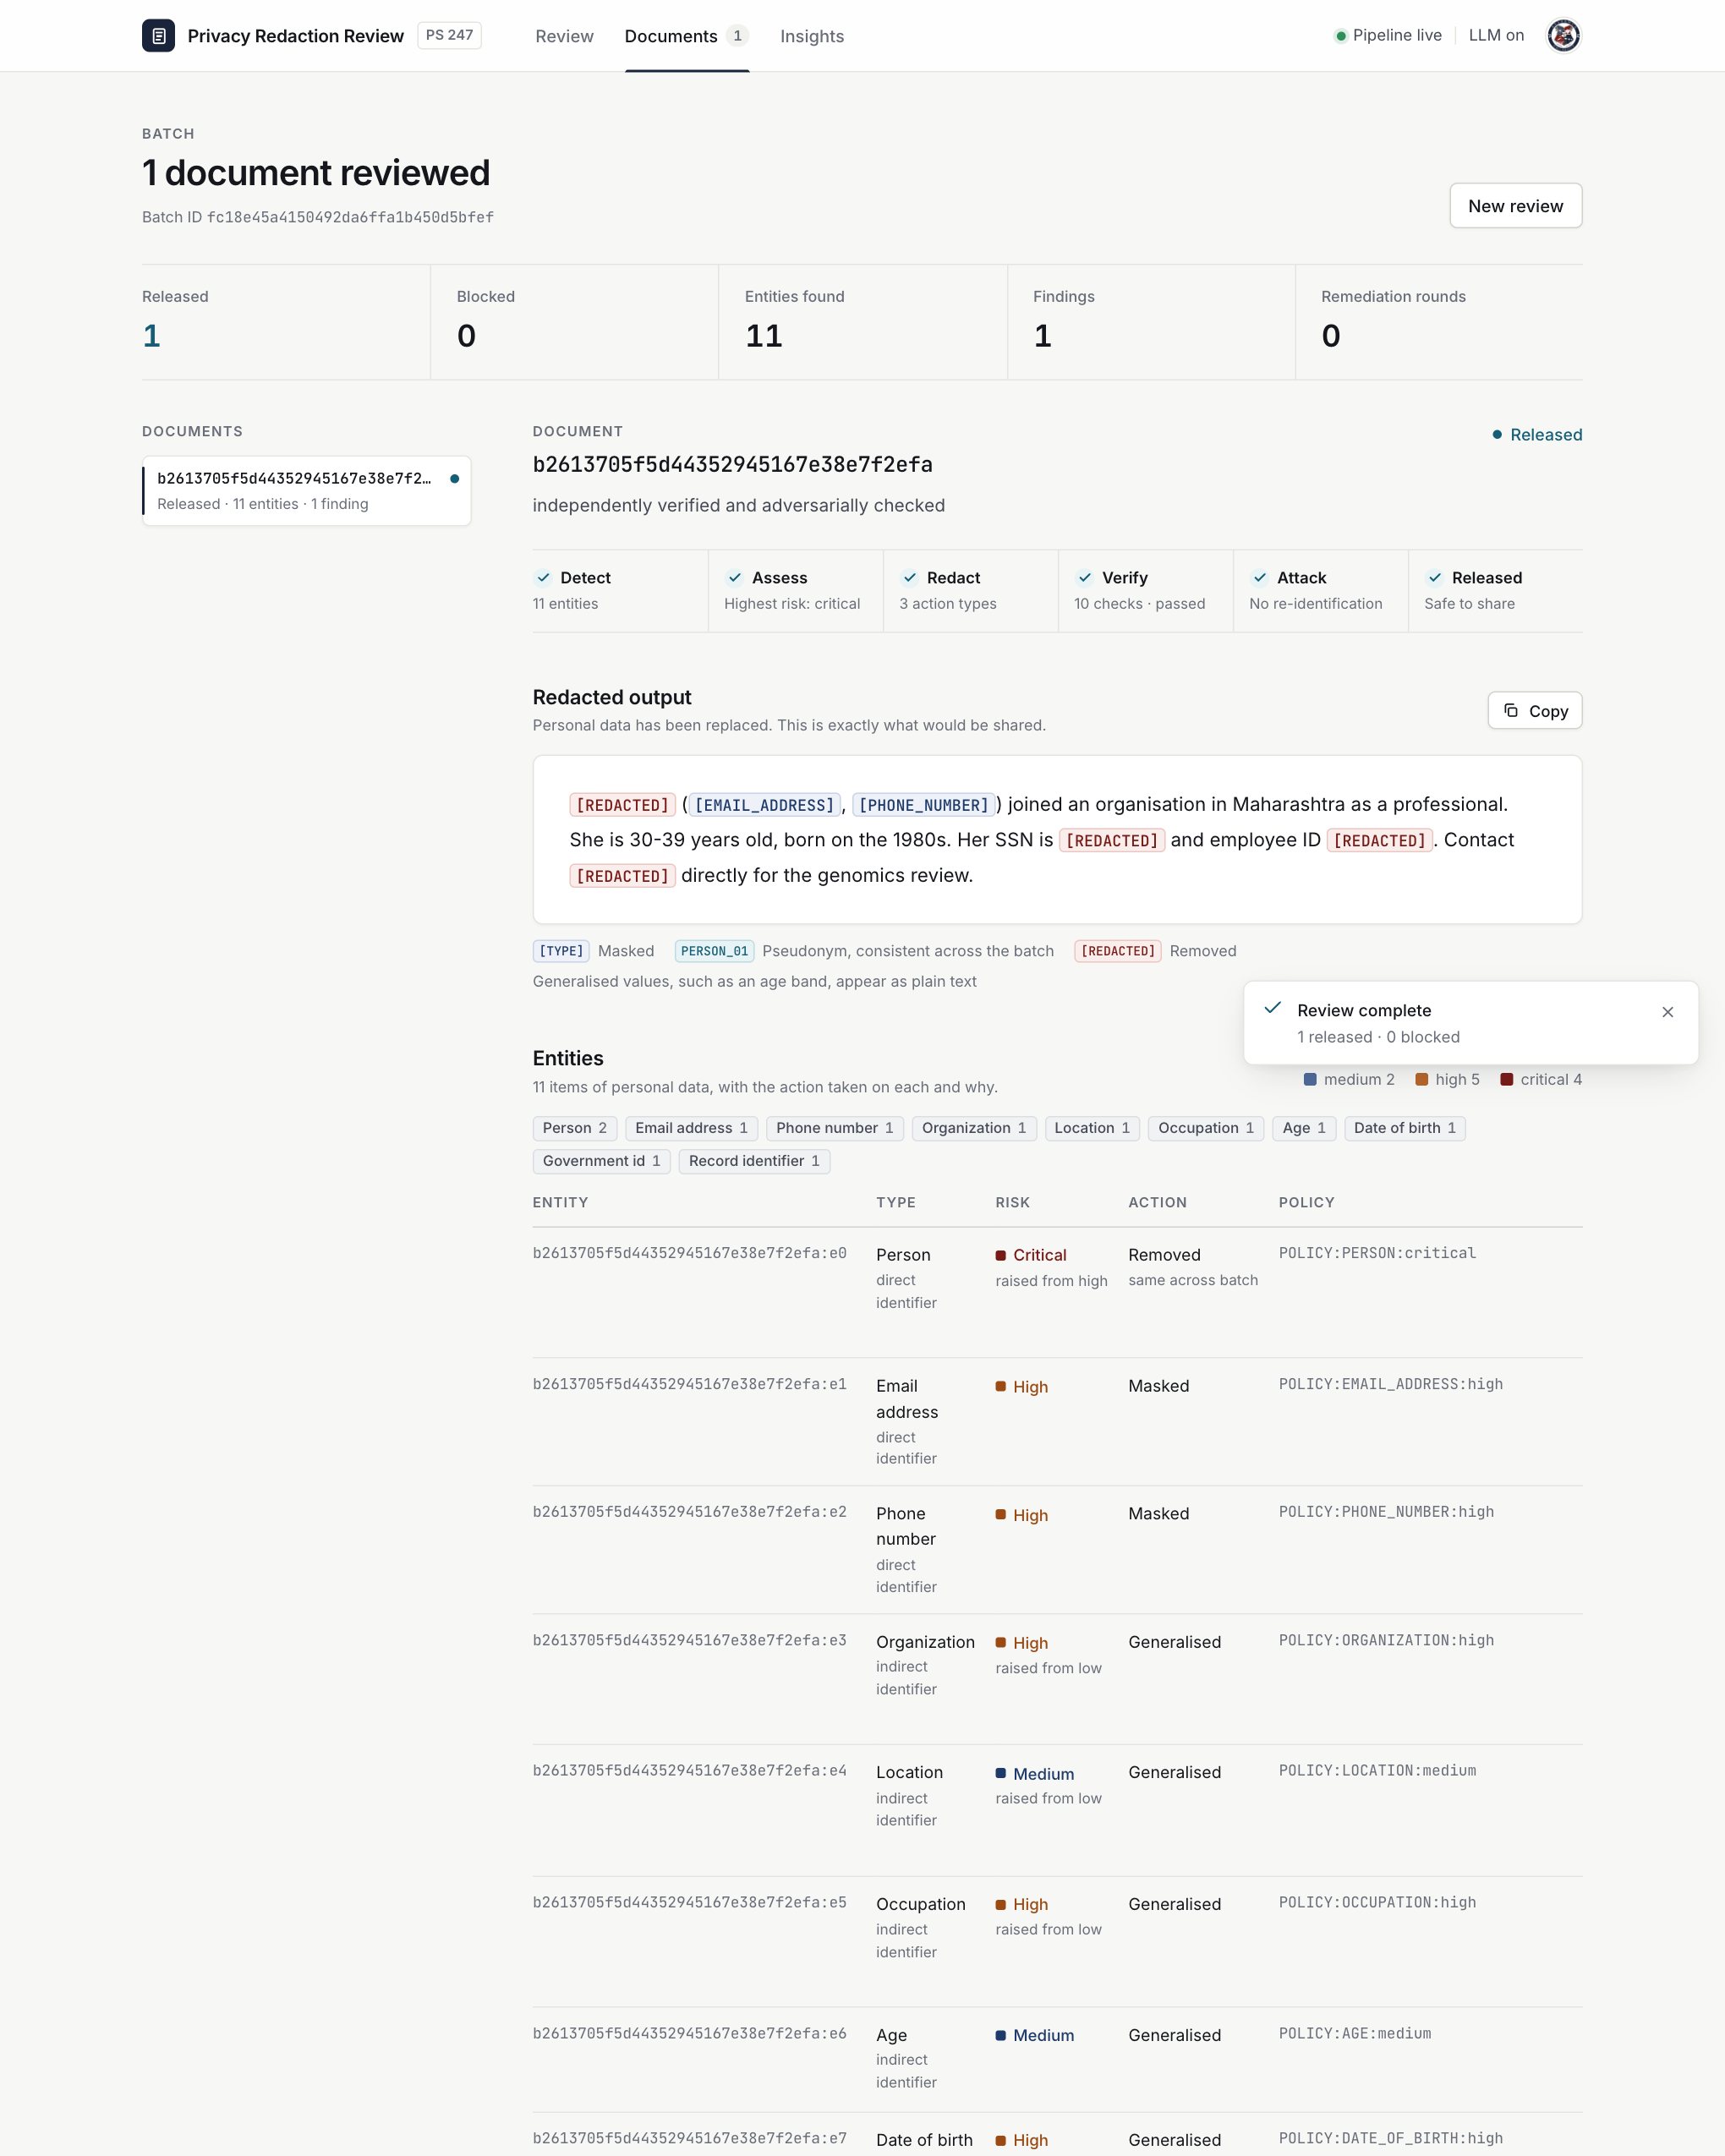 Privacy Redaction Review PS 247 Review Documents 1 Insights Pipeline live LLM on
BATCH
1 document reviewed
Batch ID fc18e45a4150492da6ffa1b450d5bfef
New review
Released Blocked Entities found Findings Remediation rounds
1 0 11 1 0
DOCUMENTS
b2613705f5d44352945167e38e7f2…
Released · 11 entities · 1 finding
DOCUMENT
Released
b2613705f5d44352945167e38e7f2efa
independently verified and adversarially checked
Detect Assess Redact Verify Attack Released
11 entities Highest risk: critical 3 action types 10 checks · passed No re-identification Safe to share
Redacted output
Personal data has been replaced. This is exactly what would be shared.
Copy
[REDACTED] ([EMAIL_ADDRESS], [PHONE_NUMBER]) joined an organisation in Maharashtra as a professional.
She is 30-39 years old, born on the 1980s. Her SSN is [REDACTED] and employee ID [REDACTED]. Contact
[REDACTED] directly for the genomics review.
[TYPE] Masked PERSON_01 Pseudonym, consistent across the batch [REDACTED] Removed
Generalised values, such as an age band, appear as plain text
Review complete
1 released · 0 blocked
Entities
11 items of personal data, with the action taken on each and why.
medium 2 high 5 critical 4
Person 2 Email address 1 Phone number 1 Organization 1 Location 1 Occupation 1 Age 1 Date of birth 1
Government id 1 Record identifier 1
ENTITY TYPE RISK ACTION POLICY
b2613705f5d44352945167e38e7f2efa:e0 Person Critical Removed POLICY:PERSON:critical
direct raised from high same across batch
identifier
b2613705f5d44352945167e38e7f2efa:e1 Email High Masked POLICY:EMAIL_ADDRESS:high
address
direct
identifier
b2613705f5d44352945167e38e7f2efa:e2 Phone High Masked POLICY:PHONE_NUMBER:high
number
direct
identifier
b2613705f5d44352945167e38e7f2efa:e3 Organization High Generalised POLICY:ORGANIZATION:high
indirect raised from low
identifier
b2613705f5d44352945167e38e7f2efa:e4 Location Medium Generalised POLICY:LOCATION:medium
indirect raised from low
identifier
b2613705f5d44352945167e38e7f2efa:e5 Occupation High Generalised POLICY:OCCUPATION:high
indirect raised from low
identifier
b2613705f5d44352945167e38e7f2efa:e6 Age Medium Generalised POLICY:AGE:medium
indirect
identifier
b2613705f5d44352945167e38e7f2efa:e7 Date of birth High Generalised POLICY:DATE_OF_BIRTH:high